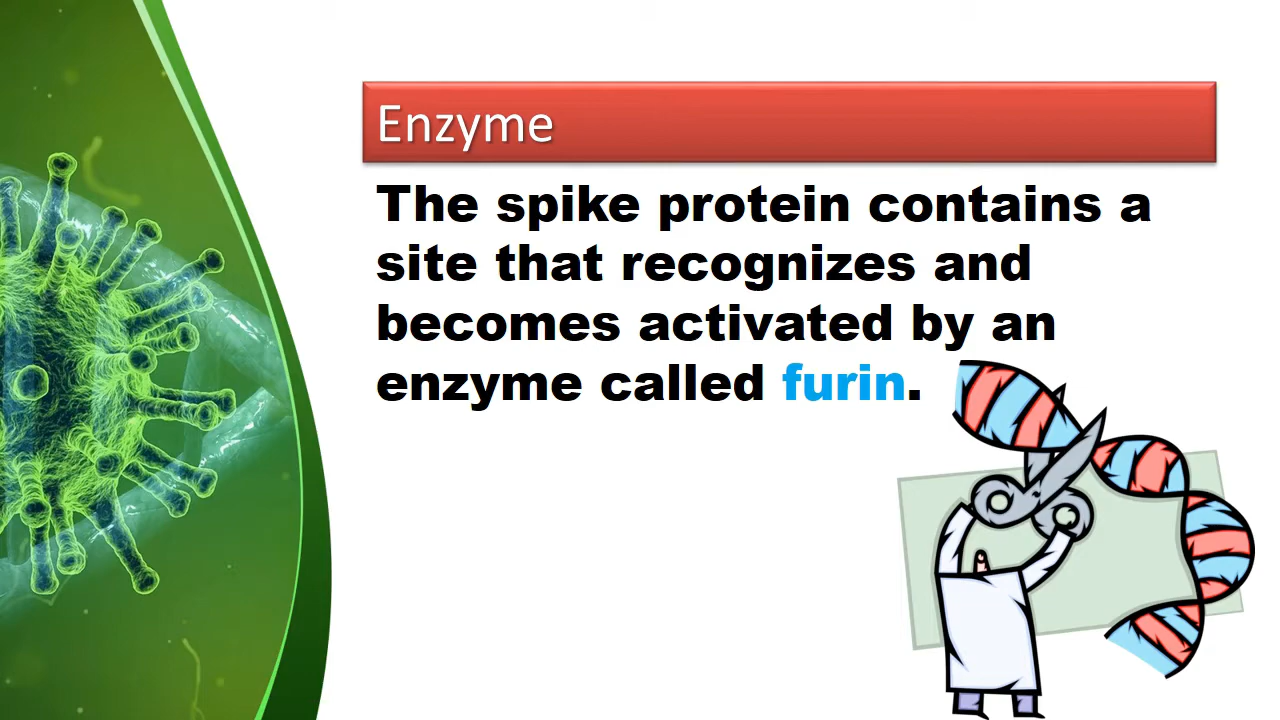 Enzyme
The spike protein contains a
site that recognizes and
becomes activated by an
enzyme called furin.